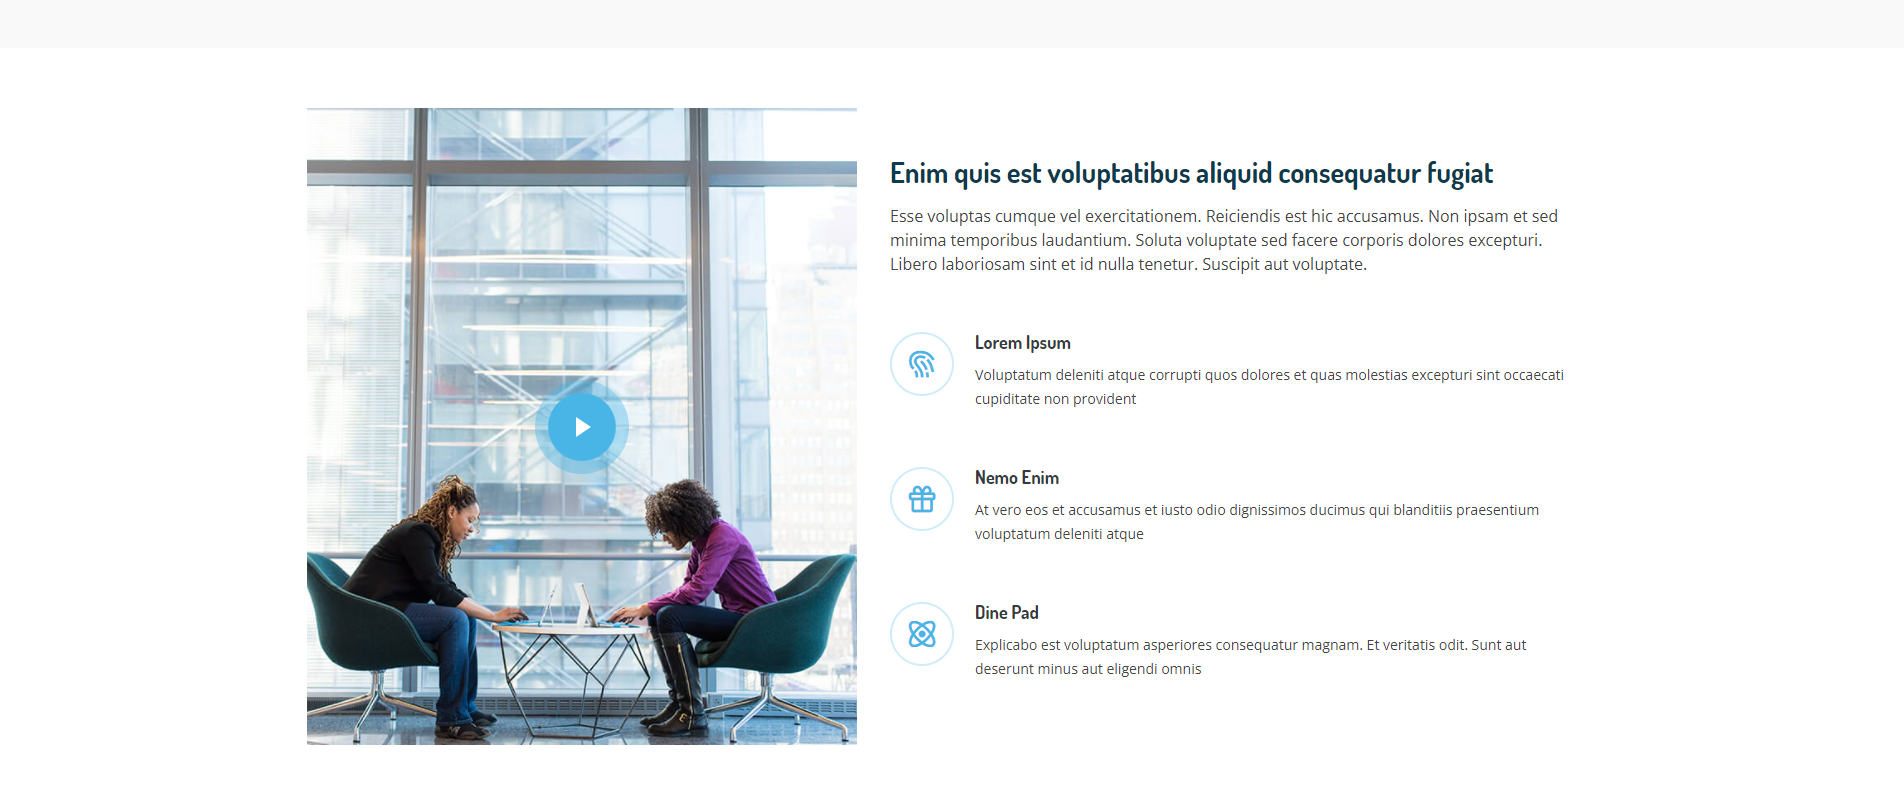 Enim quis est voluptatibus aliquid consequatur fugiat
Esse voluptas cumque vel exercitationem. Reiciendis est hic accusamus. Non ipsam et sed
minima temporibus laudantium. Soluta voluptate sed facere corporis dolores excepturi.
Libero laboriosam sint et id nulla tenetur. Suscipit aut voluptate.
Lorem Ipsum
Voluptatum deleniti atque corrupti quos dolores et quas molestias excepturi sint occaecati
cupiditate non provident
Nemo Enim
At vero eos et accusamus et iusto odio dignissimos ducimus qui blanditiis praesentium
voluptatum deleniti atque
Dine Pad
Explicabo est voluptatum asperiores consequatur magnam. Et veritatis odit. Sunt aut
deserunt minus aut eligendi omnis